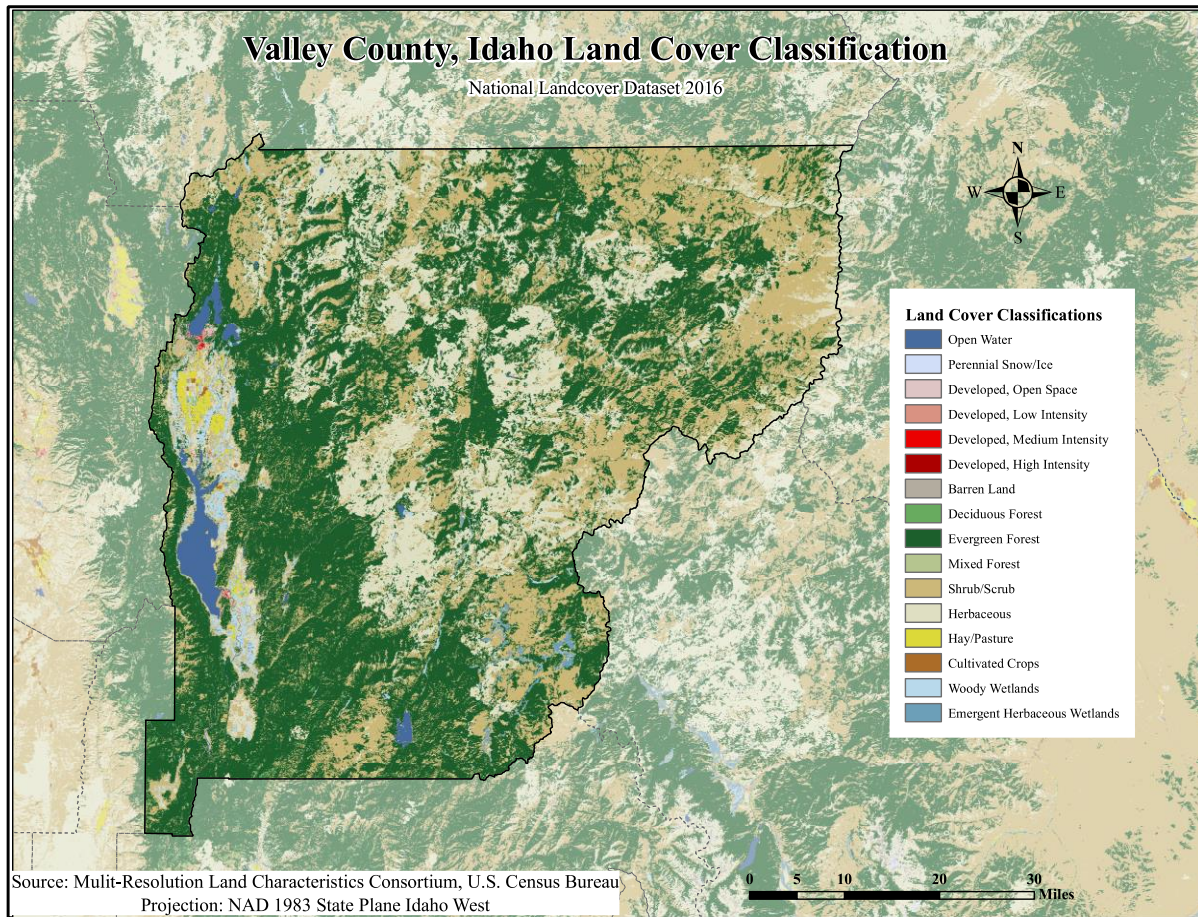 Valley County, Idaho Land Cover Classification
National Landcover Dataset 2016
N
W
E
S
Land Cover Classifications
Open Water
Perennial Snow/Ice
Developed, Open Space
Developed, Low Intensity
Developed, Medium Intensity
Developed, High Intensity
Barren Land
Deciduous Forest
Evergreen Forest
Mixed Forest
Shrub/Scrub
Herbaceous
Hay/Pasture
Cultivated Crops
Woody Wetlands
Emergent Herbaceous Wetlands
Source: Mulit-Resolution Land Characteristics Consortium, U.S. Census Bureau
Projection: NAD 1983 State Plane Idaho West
0 5 10 20 30
Miles